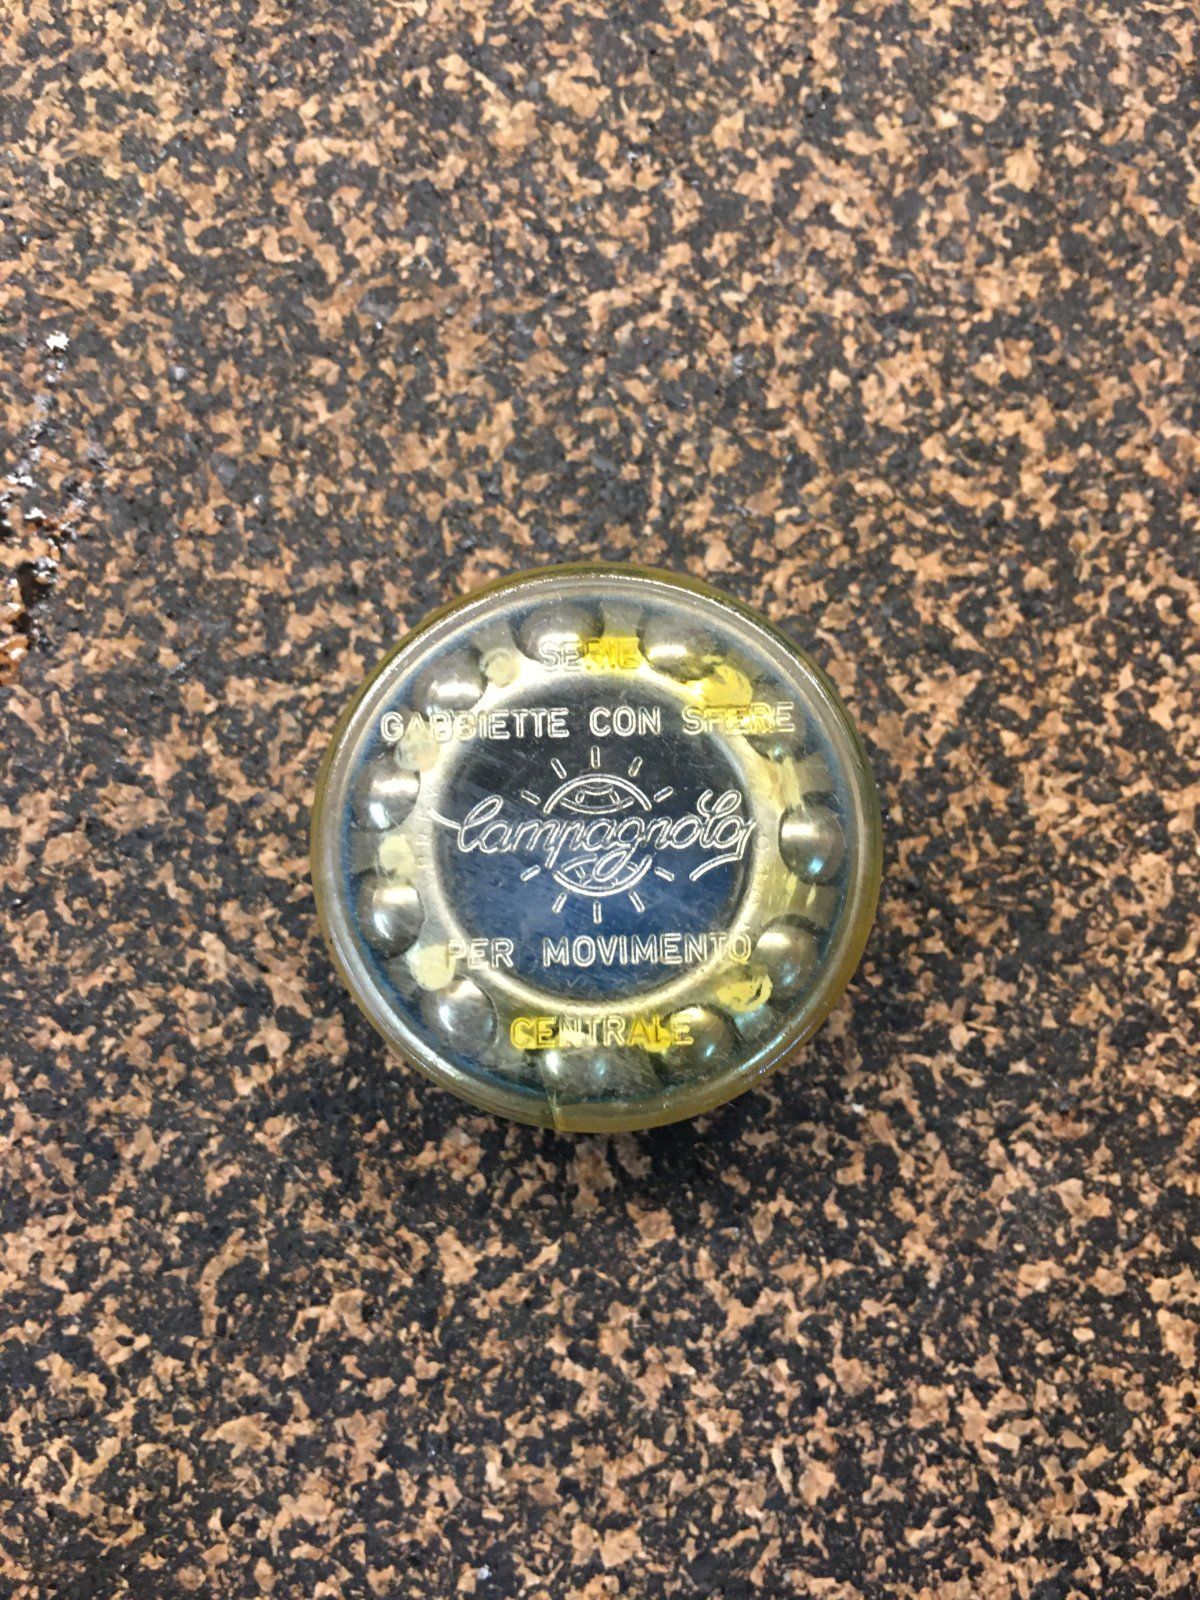 SERIE
GABBIETTE CON SFERE
Campagnolo
PER MOVIMENTO
CENTRALE